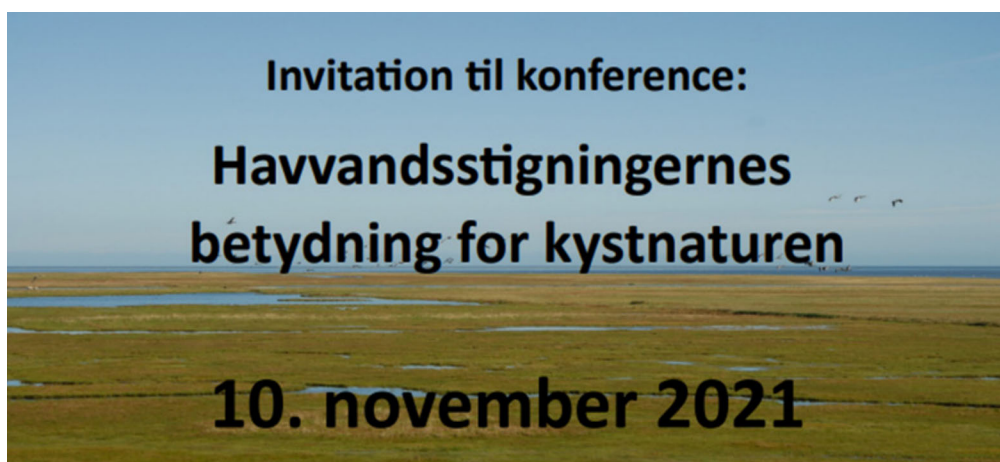 Invitation til konference:
Havvandsstigningernes
betydning for kystnaturen
10. november 2021